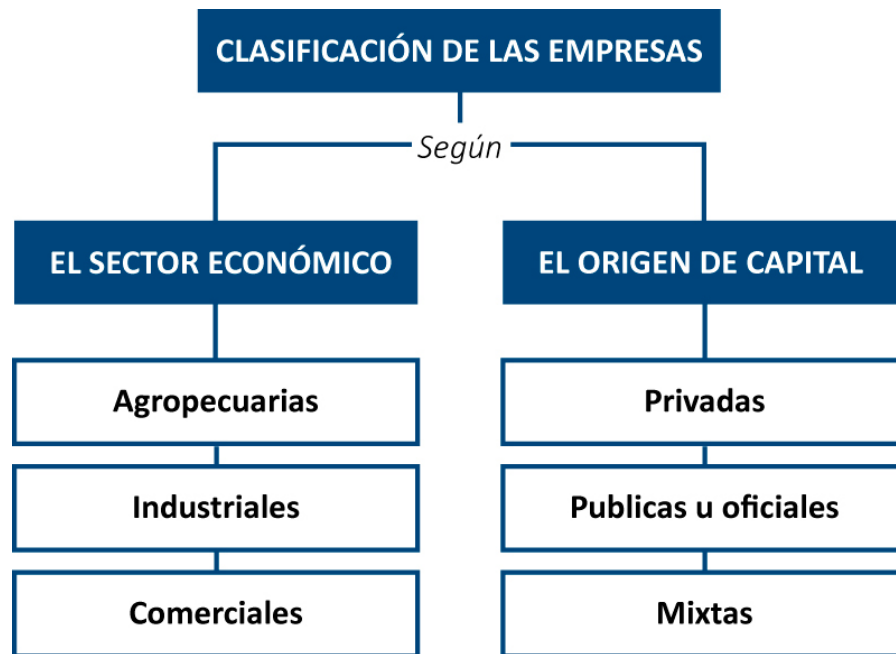 CLASIFICACIÓN DE LAS EMPRESAS
Según
EL SECTOR ECONÓMICO
Agropecuarias
Industriales
Comerciales
EL ORIGEN DE CAPITAL
Privadas
Publicas u oficiales
Mixtas